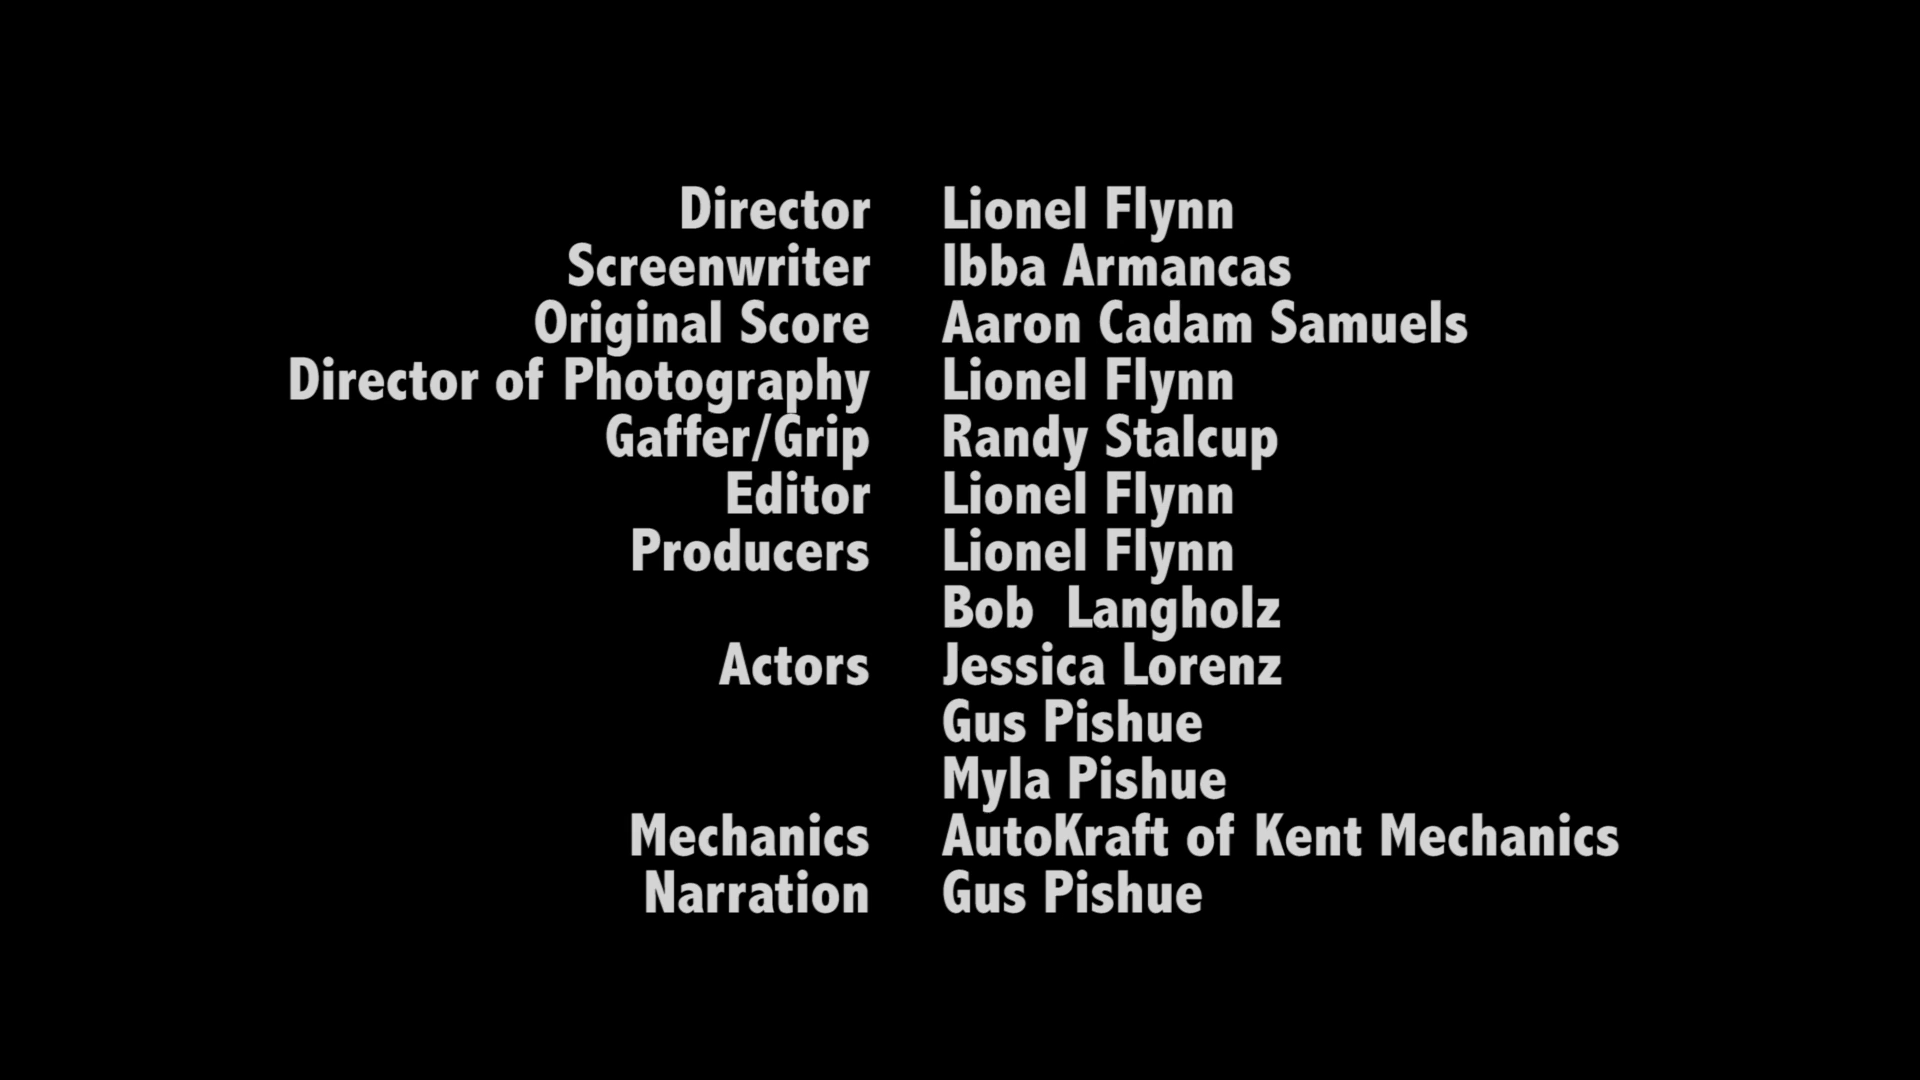 Director Lionel Flynn
Screenwriter Ibba Armancas
Original Score Aaron Cadam Samuels
Director of Photography Lionel Flynn
Gaffer/Grip Randy Stalcup
Editor Lionel Flynn
Producers Lionel Flynn
Bob Langholz
Actors Jessica Lorenz
Gus Pishue
Myla Pishue
Mechanics AutoKraft of Kent Mechanics
Narration Gus Pishue